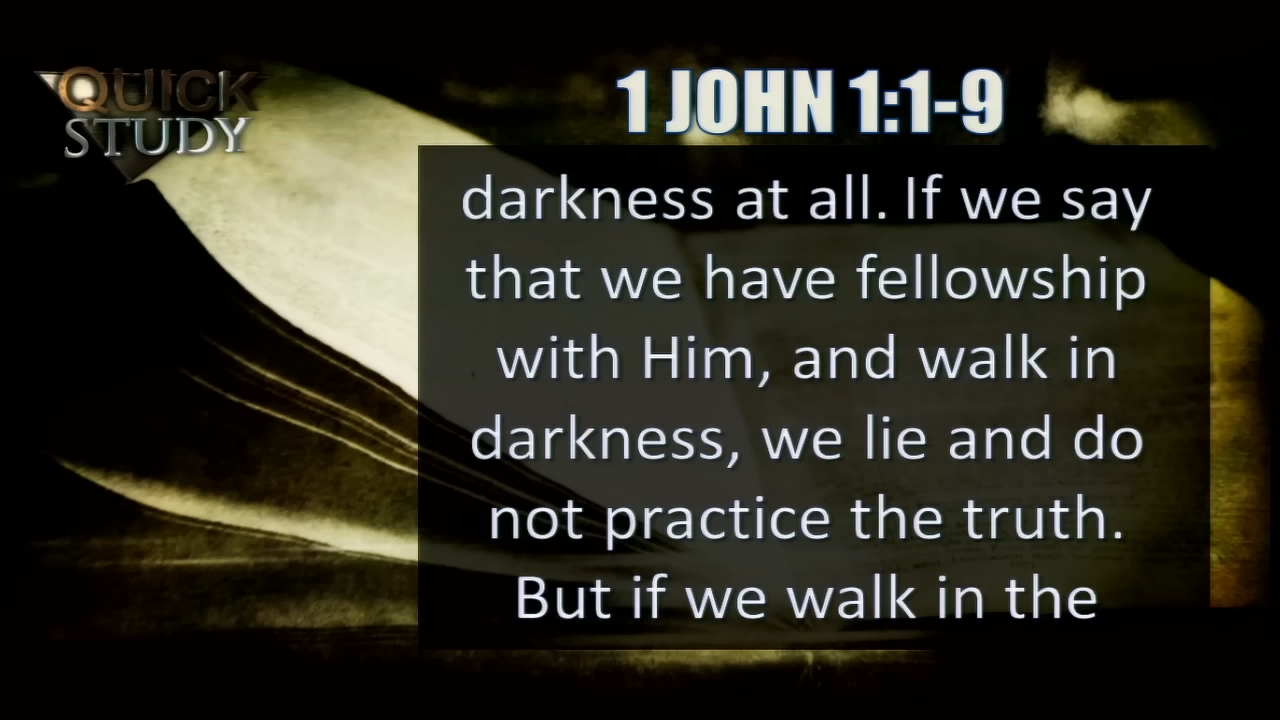 QUICK
STUDY
1 JOHN 1:1-9
darkness at all. If we say
that we have fellowship
with Him, and walk in
darkness, we lie and do
not practice the truth.
But if we walk in the